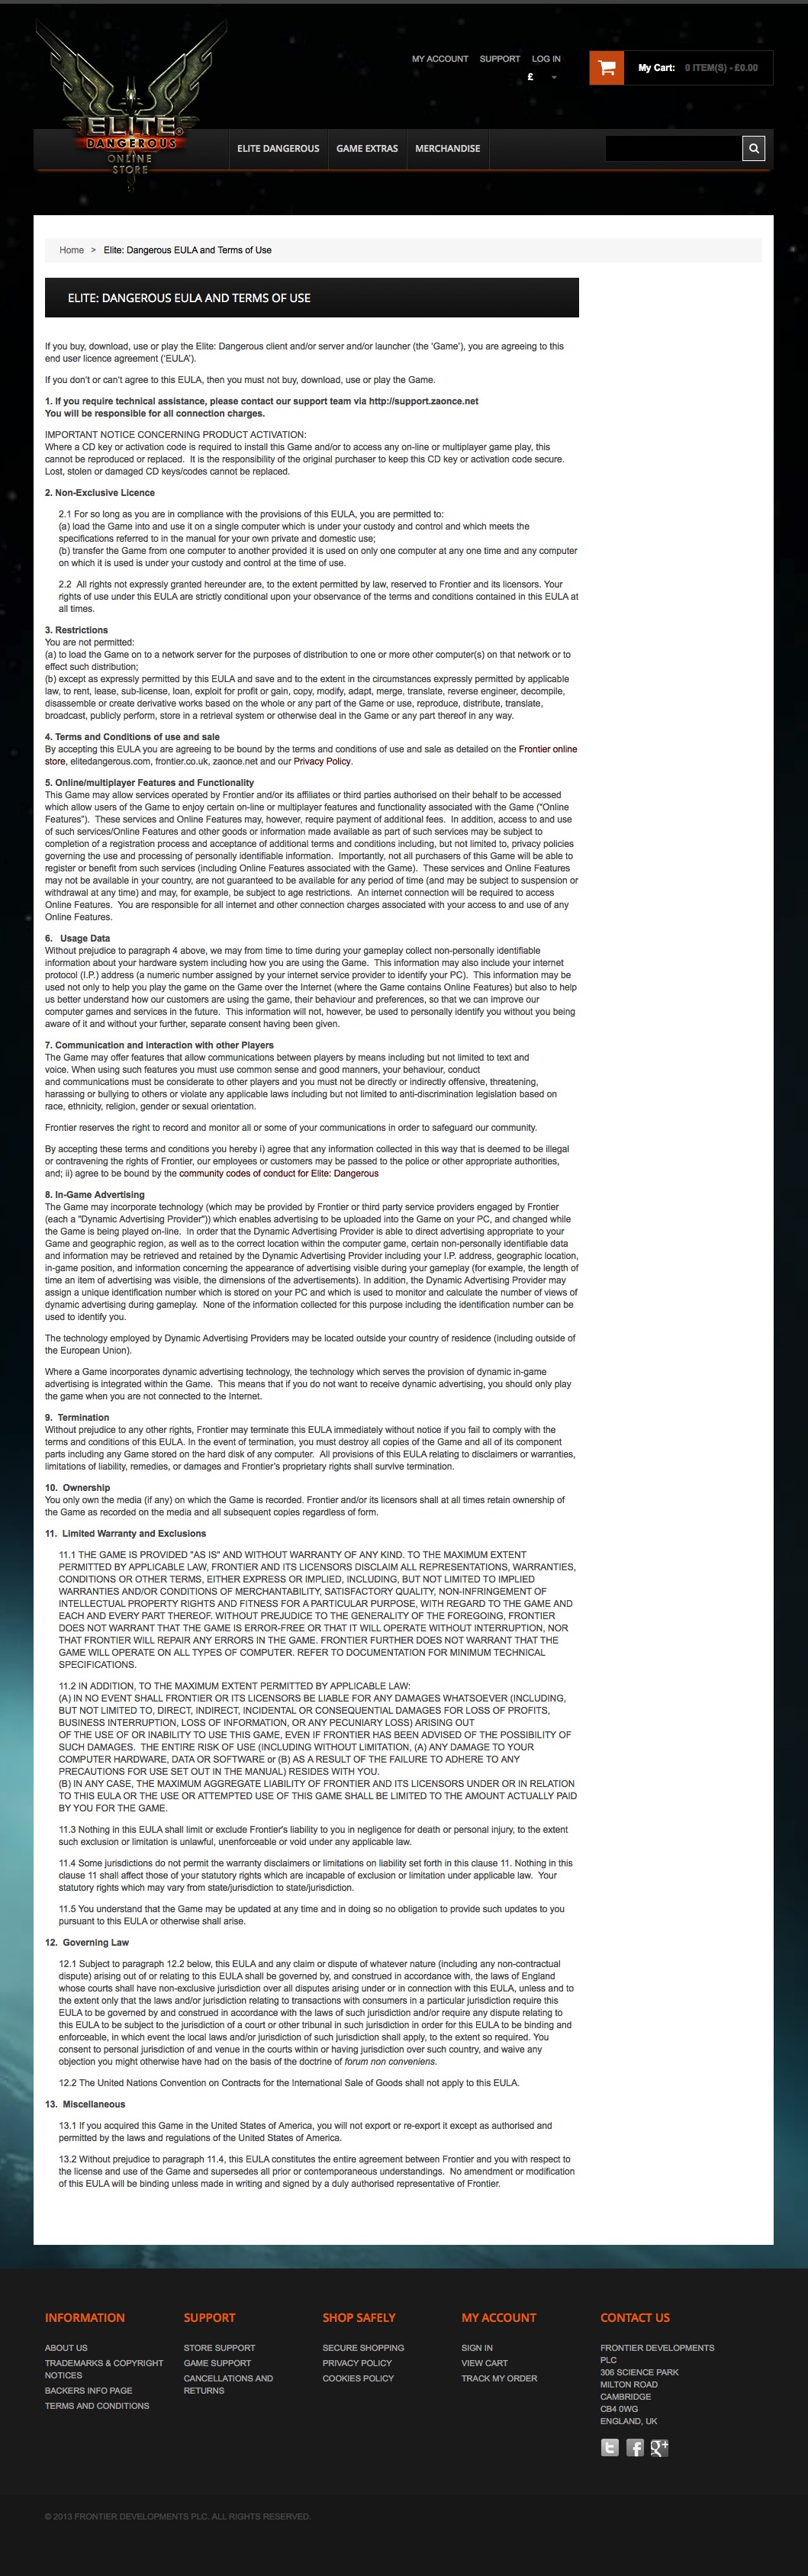 ELITE®
DANGEROUS
ONLINE
STORE
MY ACCOUNT SUPPORT LOG IN
£
My Cart: 0 ITEM(S) - £0.00
ELITE DANGEROUS GAME EXTRAS MERCHANDISE
Home > Elite: Dangerous EULA and Terms of Use
ELITE: DANGEROUS EULA AND TERMS OF USE
If you buy, download, use or play the Elite: Dangerous client and/or server and/or launcher (the 'Game'), you are agreeing to this
end user licence agreement ('EULA').
If you don't or can't agree to this EULA, then you must not buy, download, use or play the Game.
1. If you require technical assistance, please contact our support team via http://support.zaonce.net
You will be responsible for all connection charges.
IMPORTANT NOTICE CONCERNING PRODUCT ACTIVATION:
Where a CD key or activation code is required to install this Game and/or to access any on-line or multiplayer game play, this
cannot be reproduced or replaced. It is the responsibility of the original purchaser to keep this CD key or activation code secure.
Lost, stolen or damaged CD keys/codes cannot be replaced.
2. Non-Exclusive Licence
2.1 For so long as you are in compliance with the provisions of this EULA, you are permitted to:
(a) load the Game into and use it on a single computer which is under your custody and control and which meets the
specifications referred to in the manual for your own private and domestic use;
(b) transfer the Game from one computer to another provided it is used on only one computer at any one time and any computer
on which it is used is under your custody and control at the time of use.
2.2 All rights not expressly granted hereunder are, to the extent permitted by law, reserved to Frontier and its licensors. Your
rights of use under this EULA are strictly conditional upon your observance of the terms and conditions contained in this EULA at
all times.
3. Restrictions
You are not permitted:
(a) to load the Game on to a network server for the purposes of distribution to one or more other computer(s) on that network or to
effect such distribution;
(b) except as expressly permitted by this EULA and save and to the extent in the circumstances expressly permitted by applicable
law, to rent, lease, sub-license, loan, exploit for profit or gain, copy, modify, adapt, merge, translate, reverse engineer, decompile,
disassemble or create derivative works based on the whole or any part of the Game or use, reproduce, distribute, translate,
broadcast, publicly perform, store in a retrieval system or otherwise deal in the Game or any part thereof in any way.
4. Terms and Conditions of use and sale
By accepting this EULA you are agreeing to be bound by the terms and conditions of use and sale as detailed on the Frontier online
store, elitedangerous.com, frontier.co.uk, zaonce.net and our Privacy Policy.
5. Online/multiplayer Features and Functionality
This Game may allow services operated by Frontier and/or its affiliates or third parties authorised on their behalf to be accessed
which allow users of the Game to enjoy certain on-line or multiplayer features and functionality associated with the Game ("Online
Features"). These services and Online Features may, however, require payment of additional fees. In addition, access to and use
of such services/Online Features and other goods or information made available as part of such services may be subject to
completion of a registration process and acceptance of additional terms and conditions including, but not limited to, privacy policies
governing the use and processing of personally identifiable information. Importantly, not all purchasers of this Game will be able to
register or benefit from such services (including Online Features associated with the Game). These services and Online Features
may not be available in your country, are not guaranteed to be available for any period of time (and may be subject to suspension or
withdrawal at any time) and may, for example, be subject to age restrictions. An internet connection will be required to access
Online Features. You are responsible for all internet and other connection charges associated with your access to and use of any
Online Features.
6. Usage Data
Without prejudice to paragraph 4 above, we may from time to time during your gameplay collect non-personally identifiable
information about your hardware system including how you are using the Game. This information may also include your internet
protocol (I.P.) address (a numeric number assigned by your internet service provider to identify your PC). This information may be
used not only to help you play the game on the Game over the Internet (where the Game contains Online Features) but also to help
us better understand how our customers are using the game, their behaviour and preferences, so that we can improve our
computer games and services in the future. This information will not, however, be used to personally identify you without you being
aware of it and without your further, separate consent having been given.
7. Communication and interaction with other Players
The Game may offer features that allow communications between players by means including but not limited to text and
voice. When using such features you must use common sense and good manners, your behaviour, conduct
and communications must be considerate to other players and you must not be directly or indirectly offensive, threatening,
harassing or bullying to others or violate any applicable laws including but not limited to anti-discrimination legislation based on
race, ethnicity, religion, gender or sexual orientation.
Frontier reserves the right to record and monitor all or some of your communications in order to safeguard our community.
By accepting these terms and conditions you hereby i) agree that any information collected in this way that is deemed to be illegal
or contravening the rights of Frontier, our employees or customers may be passed to the police or other appropriate authorities,
and; ii) agree to be bound by the community codes of conduct for Elite: Dangerous
8. In-Game Advertising
The Game may incorporate technology (which may be provided by Frontier or third party service providers engaged by Frontier
(each a "Dynamic Advertising Provider")) which enables advertising to be uploaded into the Game on your PC, and changed while
the Game is being played on-line. In order that the Dynamic Advertising Provider is able to direct advertising appropriate to your
Game and geographic region, as well as to the correct location within the computer game, certain non-personally identifiable data
and information may be retrieved and retained by the Dynamic Advertising Provider including your I.P. address, geographic location,
in-game position, and information concerning the appearance of advertising visible during your gameplay (for example, the length of
time an item of advertising was visible, the dimensions of the advertisements). In addition, the Dynamic Advertising Provider may
assign a unique identification number which is stored on your PC and which is used to monitor and calculate the number of views of
dynamic advertising during gameplay. None of the information collected for this purpose including the identification number can be
used to identify you.
The technology employed by Dynamic Advertising Providers may be located outside your country of residence (including outside of
the European Union).
Where a Game incorporates dynamic advertising technology, the technology which serves the provision of dynamic in-game
advertising is integrated within the Game. This means that if you do not want to receive dynamic advertising, you should only play
the game when you are not connected to the Internet.
9. Termination
Without prejudice to any other rights, Frontier may terminate this EULA immediately without notice if you fail to comply with the
terms and conditions of this EULA. In the event of termination, you must destroy all copies of the Game and all of its component
parts including any Game stored on the hard disk of any computer. All provisions of this EULA relating to disclaimers or warranties,
limitations of liability, remedies, or damages and Frontier's proprietary rights shall survive termination.
10. Ownership
You only own the media (if any) on which the Game is recorded. Frontier and/or its licensors shall at all times retain ownership of
the Game as recorded on the media and all subsequent copies regardless of form.
11. Limited Warranty and Exclusions
11.1 THE GAME IS PROVIDED "AS IS" AND WITHOUT WARRANTY OF ANY KIND. TO THE MAXIMUM EXTENT
PERMITTED BY APPLICABLE LAW, FRONTIER AND ITS LICENSORS DISCLAIM ALL REPRESENTATIONS, WARRANTIES,
CONDITIONS OR OTHER TERMS, EITHER EXPRESS OR IMPLIED, INCLUDING, BUT NOT LIMITED TO IMPLIED
WARRANTIES AND/OR CONDITIONS OF MERCHANTABILITY, SATISFACTORY QUALITY, NON-INFRINGEMENT OF
INTELLECTUAL PROPERTY RIGHTS AND FITNESS FOR A PARTICULAR PURPOSE, WITH REGARD TO THE GAME AND
EACH AND EVERY PART THEREOF. WITHOUT PREJUDICE TO THE GENERALITY OF THE FOREGOING, FRONTIER
DOES NOT WARRANT THAT THE GAME IS ERROR-FREE OR THAT IT WILL OPERATE WITHOUT INTERRUPTION, NOR
THAT FRONTIER WILL REPAIR ANY ERRORS IN THE GAME. FRONTIER FURTHER DOES NOT WARRANT THAT THE
GAME WILL OPERATE ON ALL TYPES OF COMPUTER. REFER TO DOCUMENTATION FOR MINIMUM TECHNICAL
SPECIFICATIONS.
11.2 IN ADDITION, TO THE MAXIMUM EXTENT PERMITTED BY APPLICABLE LAW:
(A) IN NO EVENT SHALL FRONTIER OR ITS LICENSORS BE LIABLE FOR ANY DAMAGES WHATSOEVER (INCLUDING,
BUT NOT LIMITED TO, DIRECT, INDIRECT, INCIDENTAL OR CONSEQUENTIAL DAMAGES FOR LOSS OF PROFITS,
BUSINESS INTERRUPTION, LOSS OF INFORMATION, OR ANY PECUNIARY LOSS) ARISING OUT
OF THE USE OF OR INABILITY TO USE THIS GAME, EVEN IF FRONTIER HAS BEEN ADVISED OF THE POSSIBILITY OF
SUCH DAMAGES. THE ENTIRE RISK OF USE (INCLUDING WITHOUT LIMITATION, (A) ANY DAMAGE TO YOUR
COMPUTER HARDWARE, DATA OR SOFTWARE or (B) AS A RESULT OF THE FAILURE TO ADHERE TO ANY
PRECAUTIONS FOR USE SET OUT IN THE MANUAL) RESIDES WITH YOU.
(B) IN ANY CASE, THE MAXIMUM AGGREGATE LIABILITY OF FRONTIER AND ITS LICENSORS UNDER OR IN RELATION
TO THIS EULA OR THE USE OR ATTEMPTED USE OF THIS GAME SHALL BE LIMITED TO THE AMOUNT ACTUALLY PAID
BY YOU FOR THE GAME.
11.3 Nothing in this EULA shall limit or exclude Frontier's liability to you in negligence for death or personal injury, to the extent
such exclusion or limitation is unlawful, unenforceable or void under any applicable law.
11.4 Some jurisdictions do not permit the warranty disclaimers or limitations on liability set forth in this clause 11. Nothing in this
clause 11 shall affect those of your statutory rights which are incapable of exclusion or limitation under applicable law. Your
statutory rights which may vary from state/jurisdiction to state/jurisdiction.
11.5 You understand that the Game may be updated at any time and in doing so no obligation to provide such updates to you
pursuant to this EULA or otherwise shall arise.
12. Governing Law
12.1 Subject to paragraph 12.2 below, this EULA and any claim or dispute of whatever nature (including any non-contractual
dispute) arising out of or relating to this EULA shall be governed by, and construed in accordance with, the laws of England
whose courts shall have non-exclusive jurisdiction over all disputes arising under or in connection with this EULA, unless and to
the extent only that the laws and/or jurisdiction relating to transactions with consumers in a particular jurisdiction require this
EULA to be governed by and construed in accordance with the laws of such jurisdiction and/or require any dispute relating to
this EULA to be subject to the jurisdiction of a court or other tribunal in such jurisdiction in order for this EULA to be binding and
enforceable, in which event the local laws and/or jurisdiction of such jurisdiction shall apply, to the extent so required. You
consent to personal jurisdiction of and venue in the courts within or having jurisdiction over such country, and waive any
objection you might otherwise have had on the basis of the doctrine of forum non conveniens.
12.2 The United Nations Convention on Contracts for the International Sale of Goods shall not apply to this EULA.
13. Miscellaneous
13.1 If you acquired this Game in the United States of America, you will not export or re-export it except as authorised and
permitted by the laws and regulations of the United States of America.
13.2 Without prejudice to paragraph 11.4, this EULA constitutes the entire agreement between Frontier and you with respect to
the license and use of the Game and supersedes all prior or contemporaneous understandings. No amendment or modification
of this EULA will be binding unless made in writing and signed by a duly authorised representative of Frontier.
INFORMATION
ABOUT US
TRADEMARKS & COPYRIGHT
NOTICES
BACKERS INFO PAGE
TERMS AND CONDITIONS
SUPPORT
STORE SUPPORT
GAME SUPPORT
CANCELLATIONS AND
RETURNS
SHOP SAFELY
SECURE SHOPPING
PRIVACY POLICY
COOKIES POLICY
MY ACCOUNT
SIGN IN
VIEW CART
TRACK MY ORDER
CONTACT US
FRONTIER DEVELOPMENTS
PLC
306 SCIENCE PARK
MILTON ROAD
CAMBRIDGE
CB4 0WG
ENGLAND, UK
© 2013 FRONTIER DEVELOPMENTS PLC. ALL RIGHTS RESERVED.